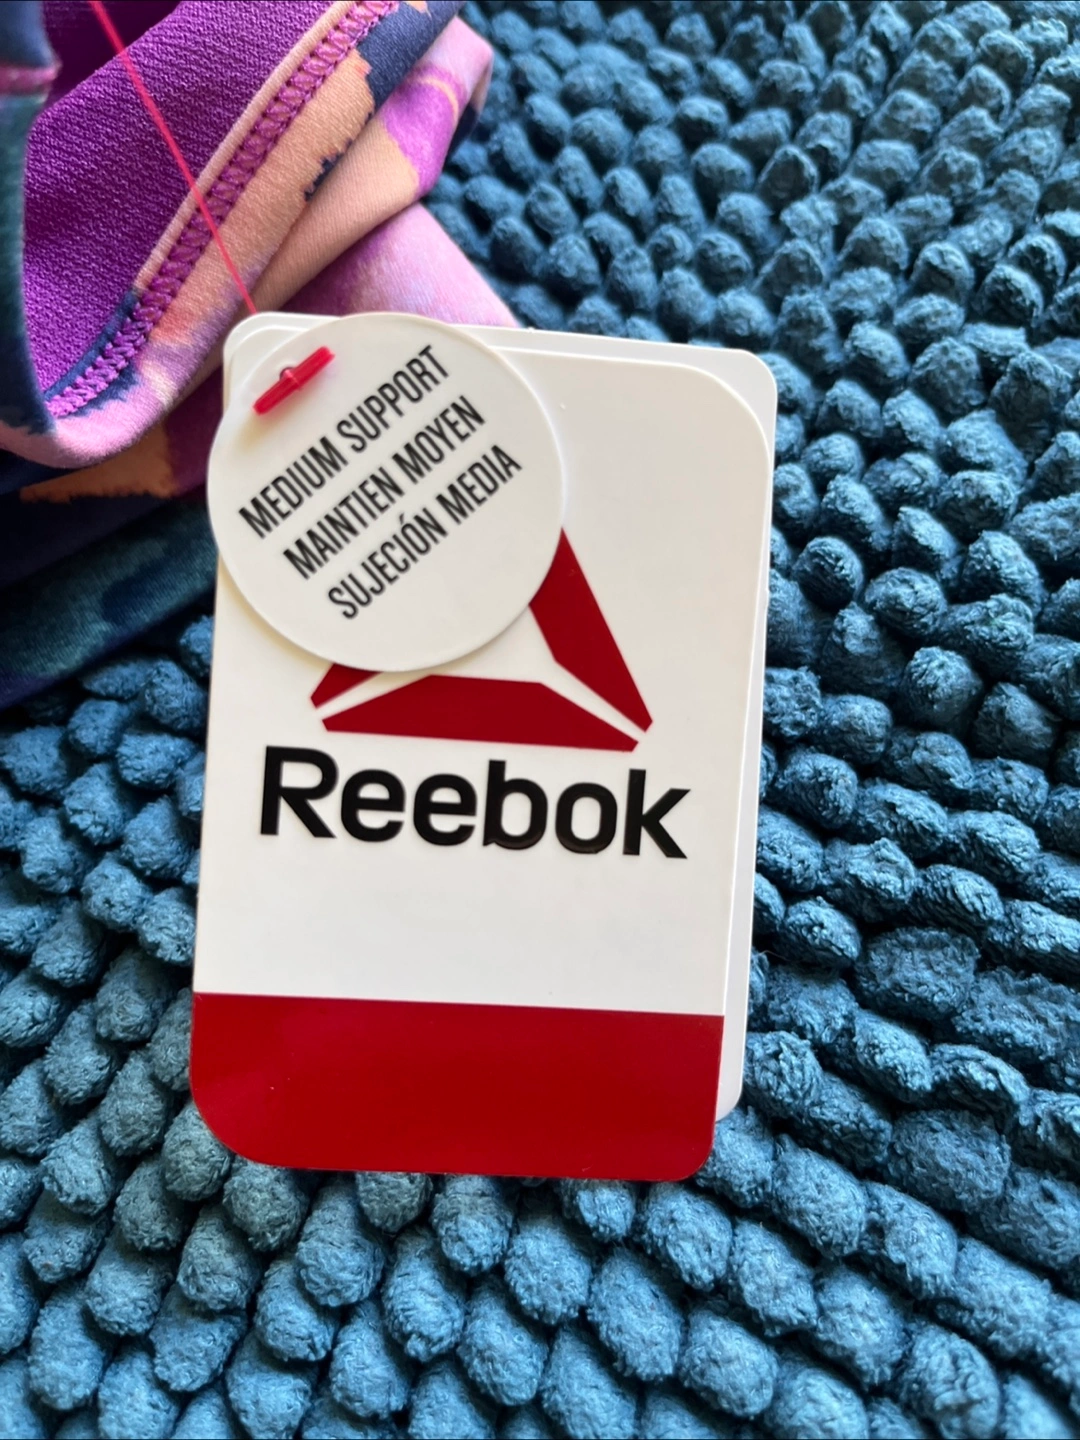 MEDIUM SUPPORT
MAINTIEN MOYEN
SUJECIÓN MEDIA
Reebok